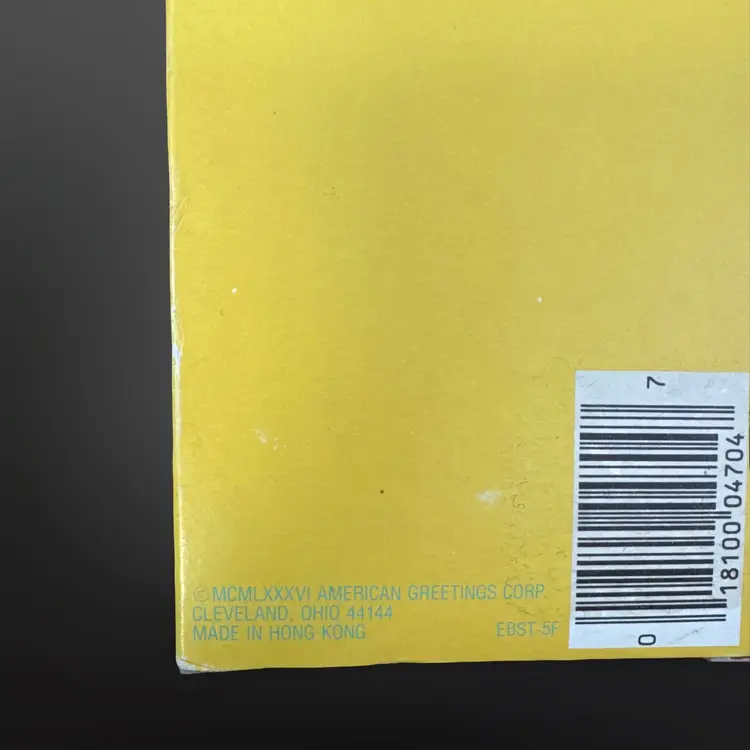 © MCMLXXXVI AMERICAN GREETINGS CORP.
CLEVELAND, OHIO 44144
MADE IN HONG KONG
EBST-5F
0 18100 04704 7